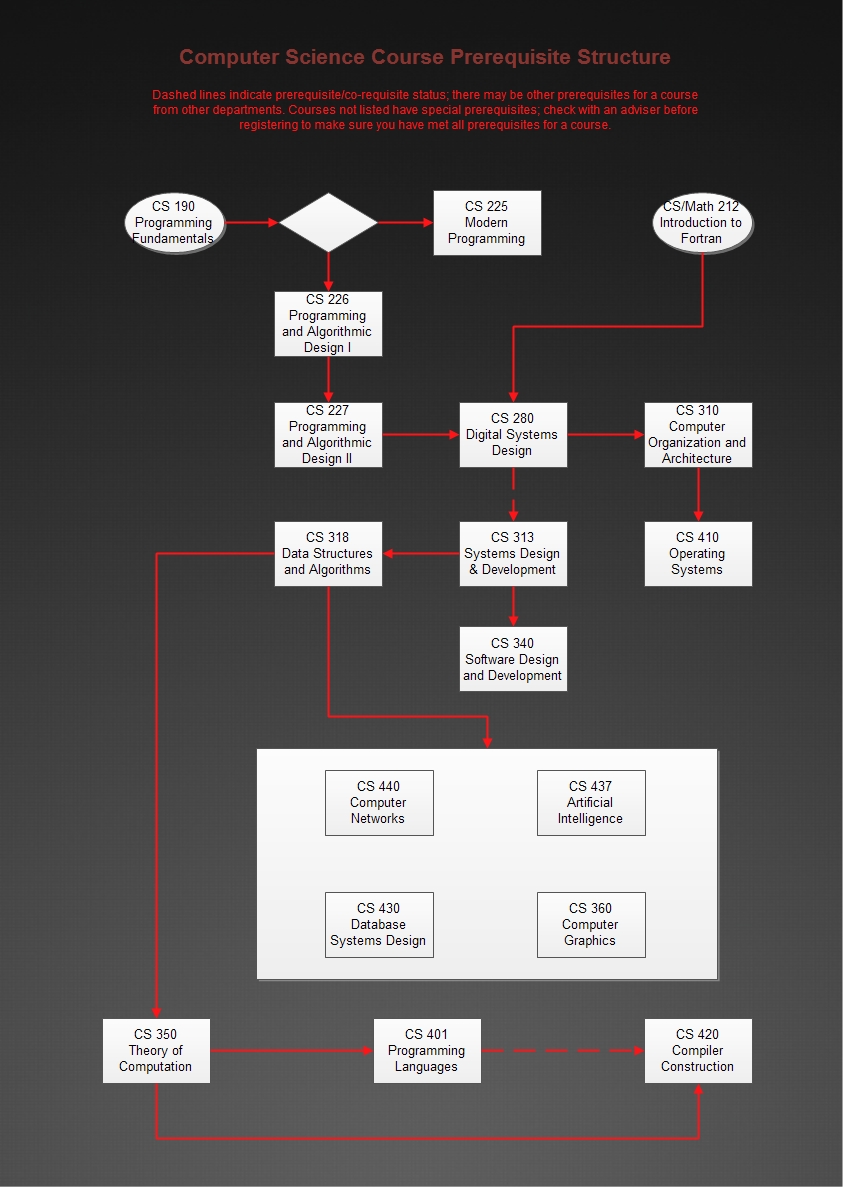 Computer Science Course Prerequisite Structure
Dashed lines indicate prerequisite/co-requisite status; there may be other prerequisites for a course
from other departments. Courses not listed have special prerequisites; check with an adviser before
registering to make sure you have met all prerequisites for a course.
CS 190
Programming
Fundamentals
CS 225
Modern
Programming
CS/Math 212
Introduction to
Fortran
CS 226
Programming
and Algorithmic
Design I
CS 227
Programming
and Algorithmic
Design II
CS 280
Digital Systems
Design
CS 310
Computer
Organization and
Architecture
CS 318
Data Structures
and Algorithms
CS 313
Systems Design
& Development
CS 410
Operating
Systems
CS 340
Software Design
and Development
CS 440
Computer
Networks
CS 437
Artificial
Intelligence
CS 430
Database
Systems Design
CS 360
Computer
Graphics
CS 350
Theory of
Computation
CS 401
Programming
Languages
CS 420
Compiler
Construction